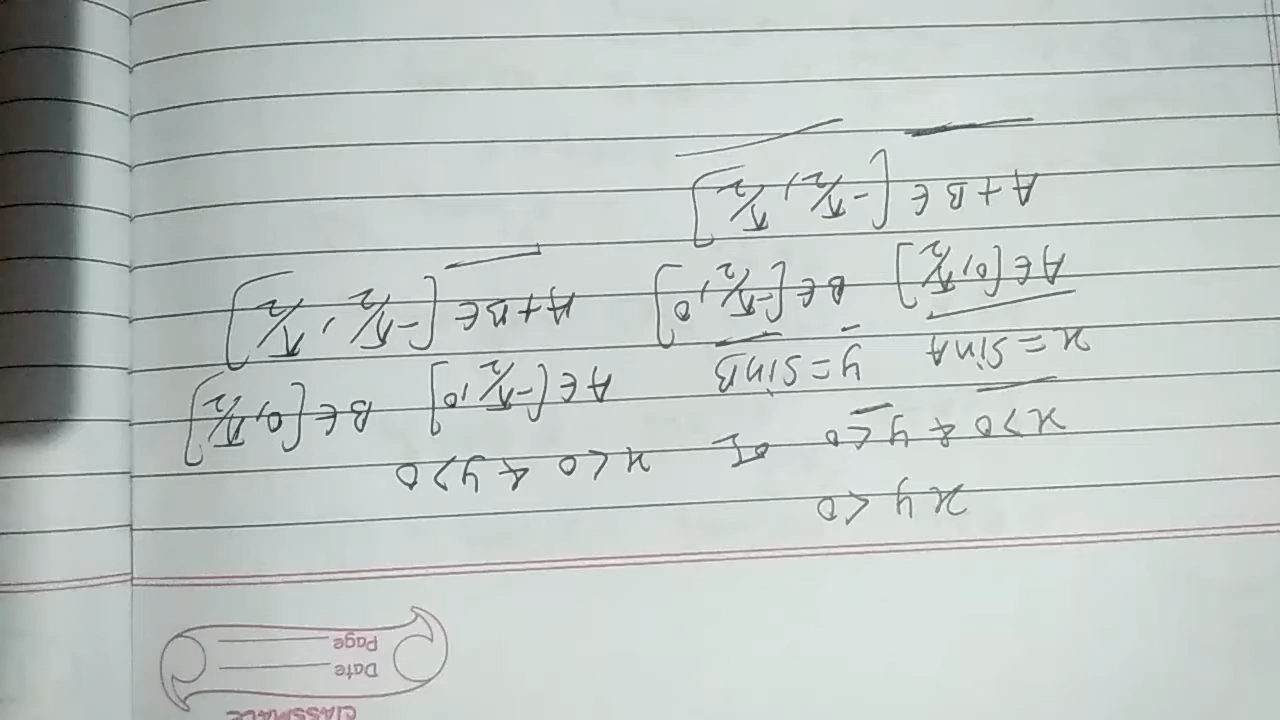 CLASSMATE
Date
Page
xy<0
x>0 & y<0 or x<0 & y>0
x=sinA y=sinB A∈[-π/2,0] B∈[0,π/2]
A∈[0,π/2] B∈[-π/2,0] A+B∈[-π/2,π/2]
A+B∈[-π/2,π/2]